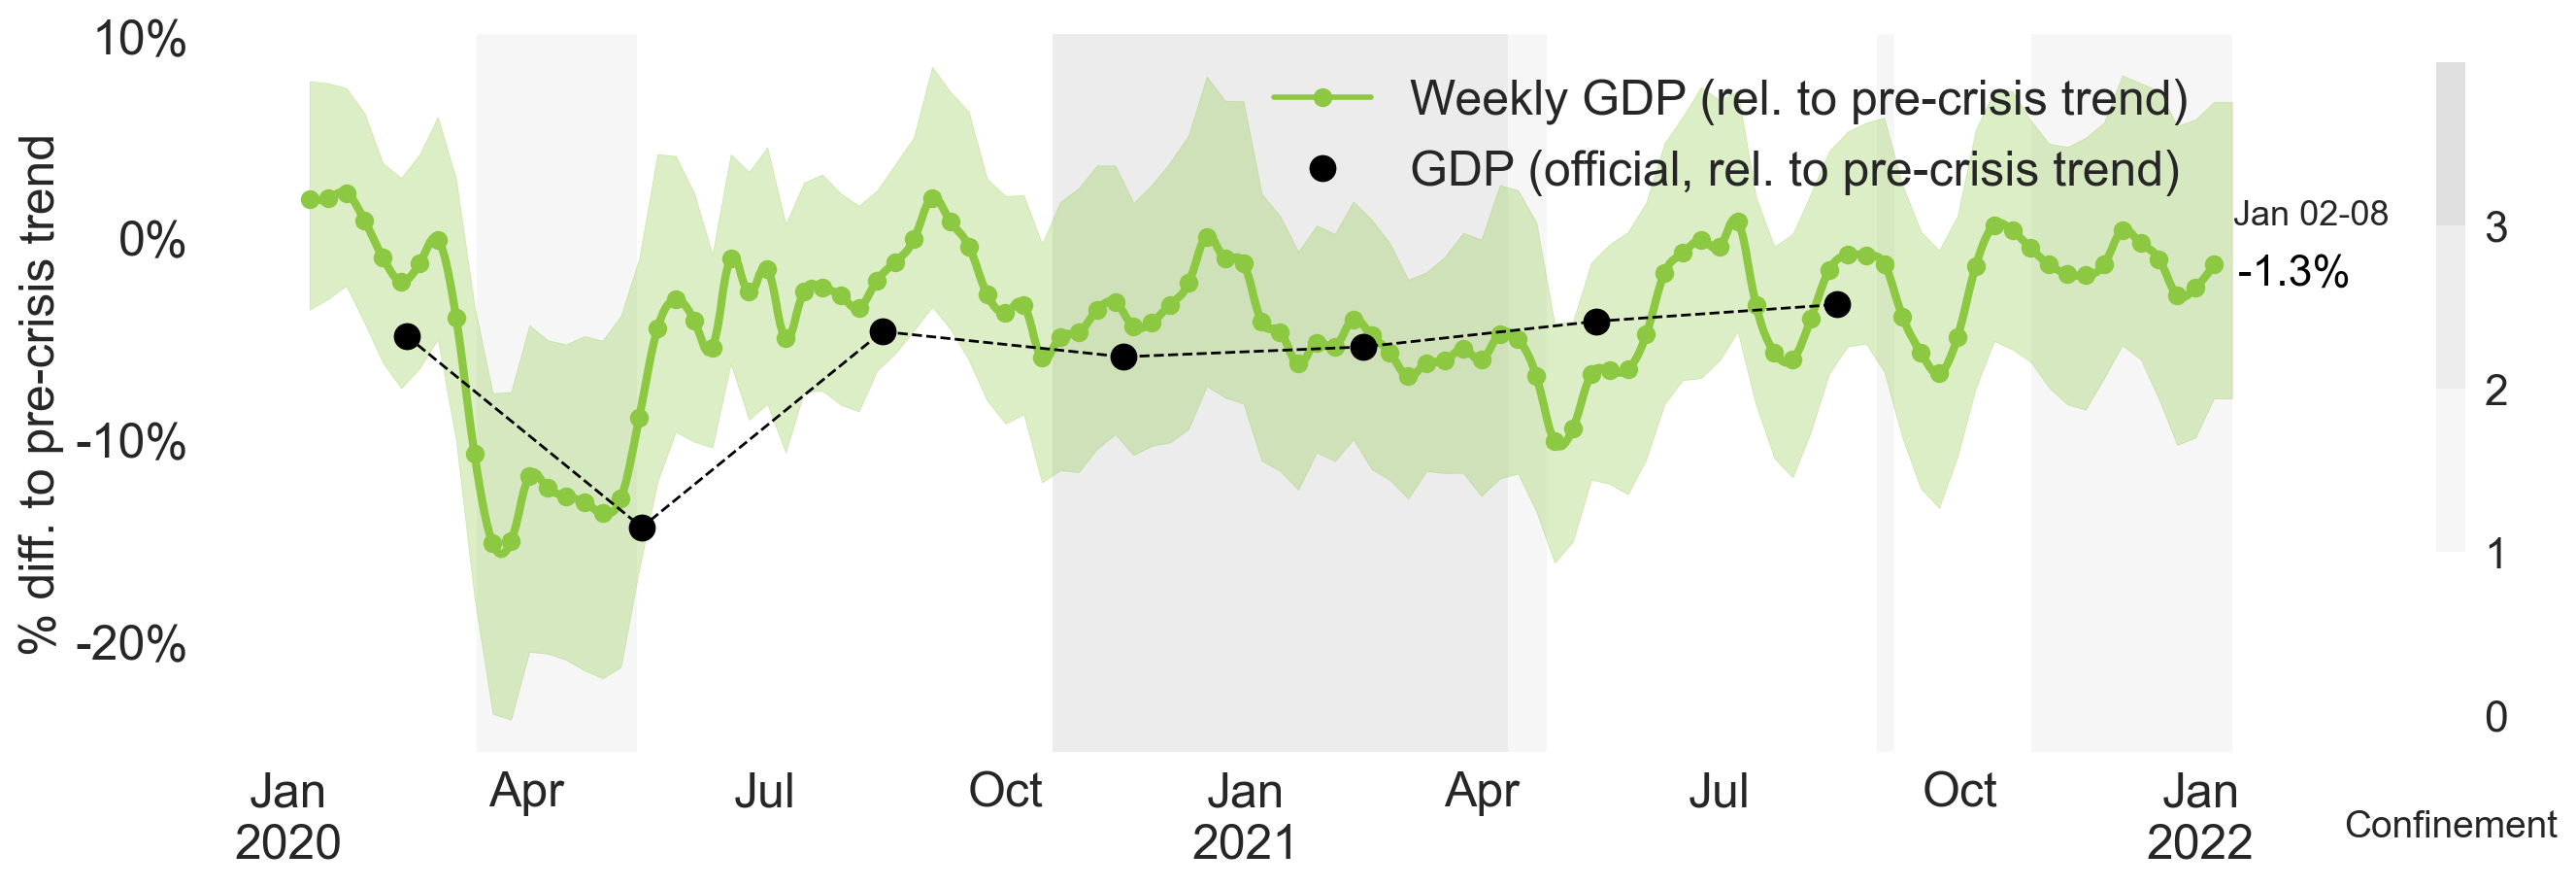 10%
0%
-10%
-20%
% diff. to pre-crisis trend
Weekly GDP (rel. to pre-crisis trend)
GDP (official, rel. to pre-crisis trend)
Jan 02-08
-1.3%
3
2
1
0
Confinement
Jan Apr Jul Oct Jan Apr Jul Oct Jan
2020 2021 2022